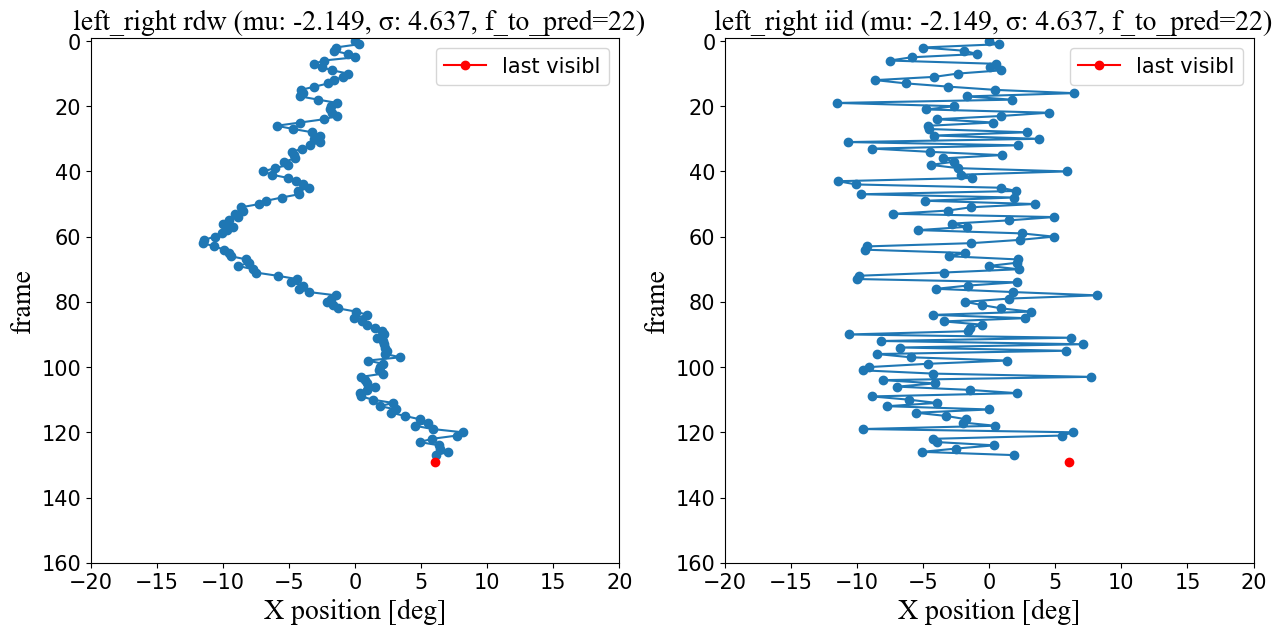 left_right rdw (mu: -2.149, σ: 4.637, f_to_pred=22)
last visibl
0
20
40
60
80
100
120
140
160
frame
−20 −15 −10 −5 0 5 10 15 20
X position [deg]
left_right iid (mu: -2.149, σ: 4.637, f_to_pred=22)
last visibl
0
20
40
60
80
100
120
140
160
frame
−20 −15 −10 −5 0 5 10 15 20
X position [deg]